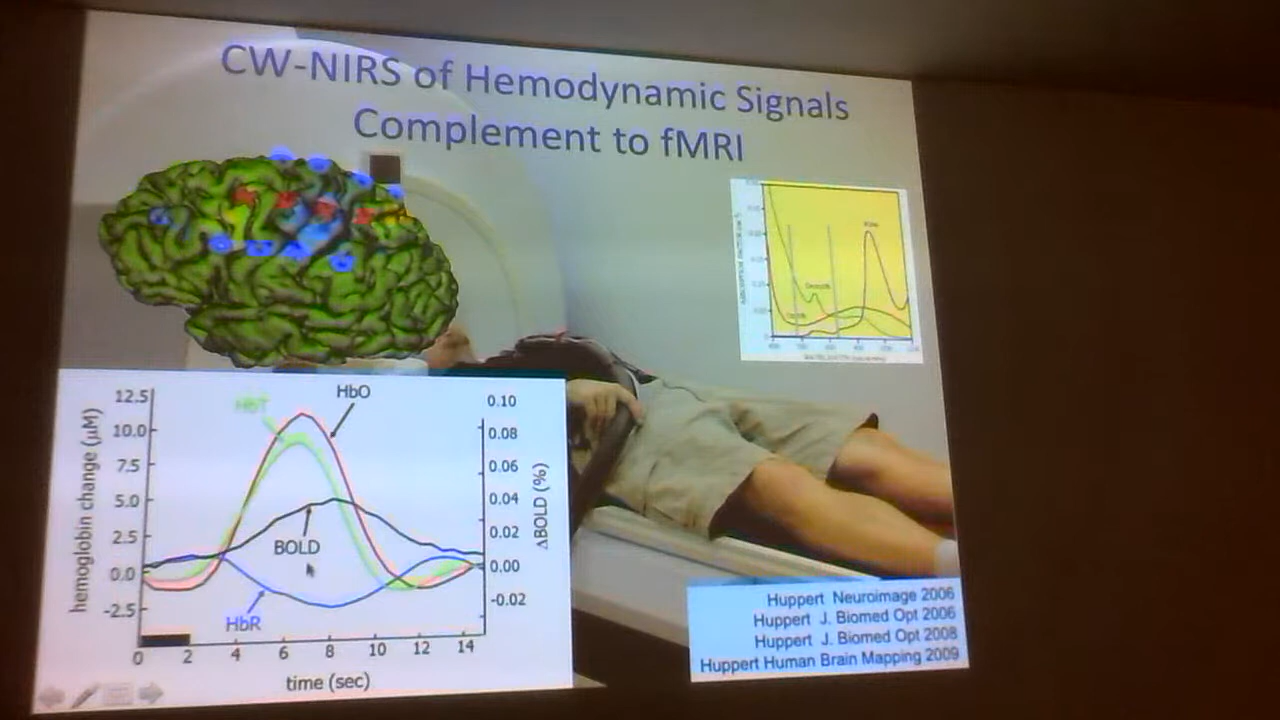 CW-NIRS of Hemodynamic Signals
Complement to fMRI
HbT
HbO
12.5
10.0
7.5
5.0
2.5
0.0
-2.5
hemoglobin change (μM)
0.10
0.08
0.06
0.04
0.02
0.00
-0.02
ΔBOLD (%)
BOLD
HbR
0 2 4 6 8 10 12 14
time (sec)
Huppert Neuroimage 2006
Huppert J. Biomed Opt 2006
Huppert J. Biomed Opt 2008
Huppert Human Brain Mapping 2009